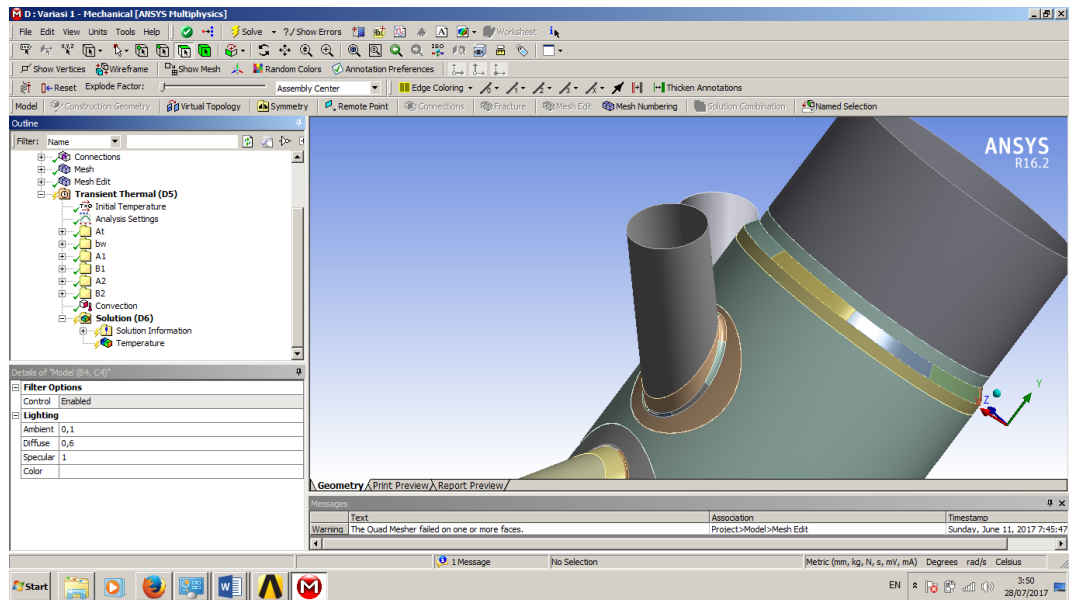 D : Variasi 1 - Mechanical [ANSYS Multiphysics]
File Edit View Units Tools Help Solve ?./ Show Errors A Worksheet
Show Vertices Wireframe Show Mesh Random Colors Annotation Preferences
Reset Explode Factor: Assembly Center Edge Coloring Thicken Annotations
Model Construction Geometry Virtual Topology Symmetry Remote Point Connections Fracture Mesh Edit Mesh Numbering Solution Combination Named Selection
Outline
Filter: Name
Connections
Mesh
Mesh Edit
Transient Thermal (D5)
Initial Temperature
Analysis Settings
At
bw
A1
B1
A2
B2
Convection
Solution (D6)
Solution Information
Temperature
Details of "Model (B4, C4)"
Filter Options
Control Enabled
Lighting
Ambient 0,1
Diffuse 0,6
Specular 1
Color
ANSYS
R16.2
Y
Z
Geometry Print Preview Report Preview
Messages
Text Association Timestamp
Warning The Quad Mesher failed on one or more faces. Project>Model>Mesh Edit Sunday, June 11, 2017 7:45:47
1 Message No Selection Metric (mm, kg, N, s, mV, mA) Degrees rad/s Celsius
Start EN 3:50
28/07/2017